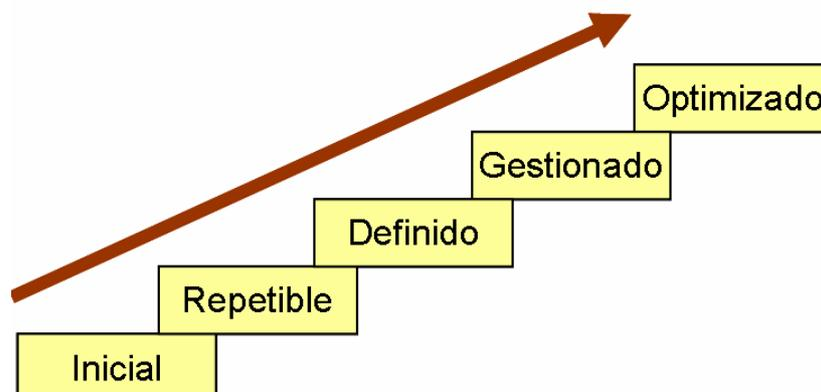 Optimizado
Gestionado
Definido
Repetible
Inicial